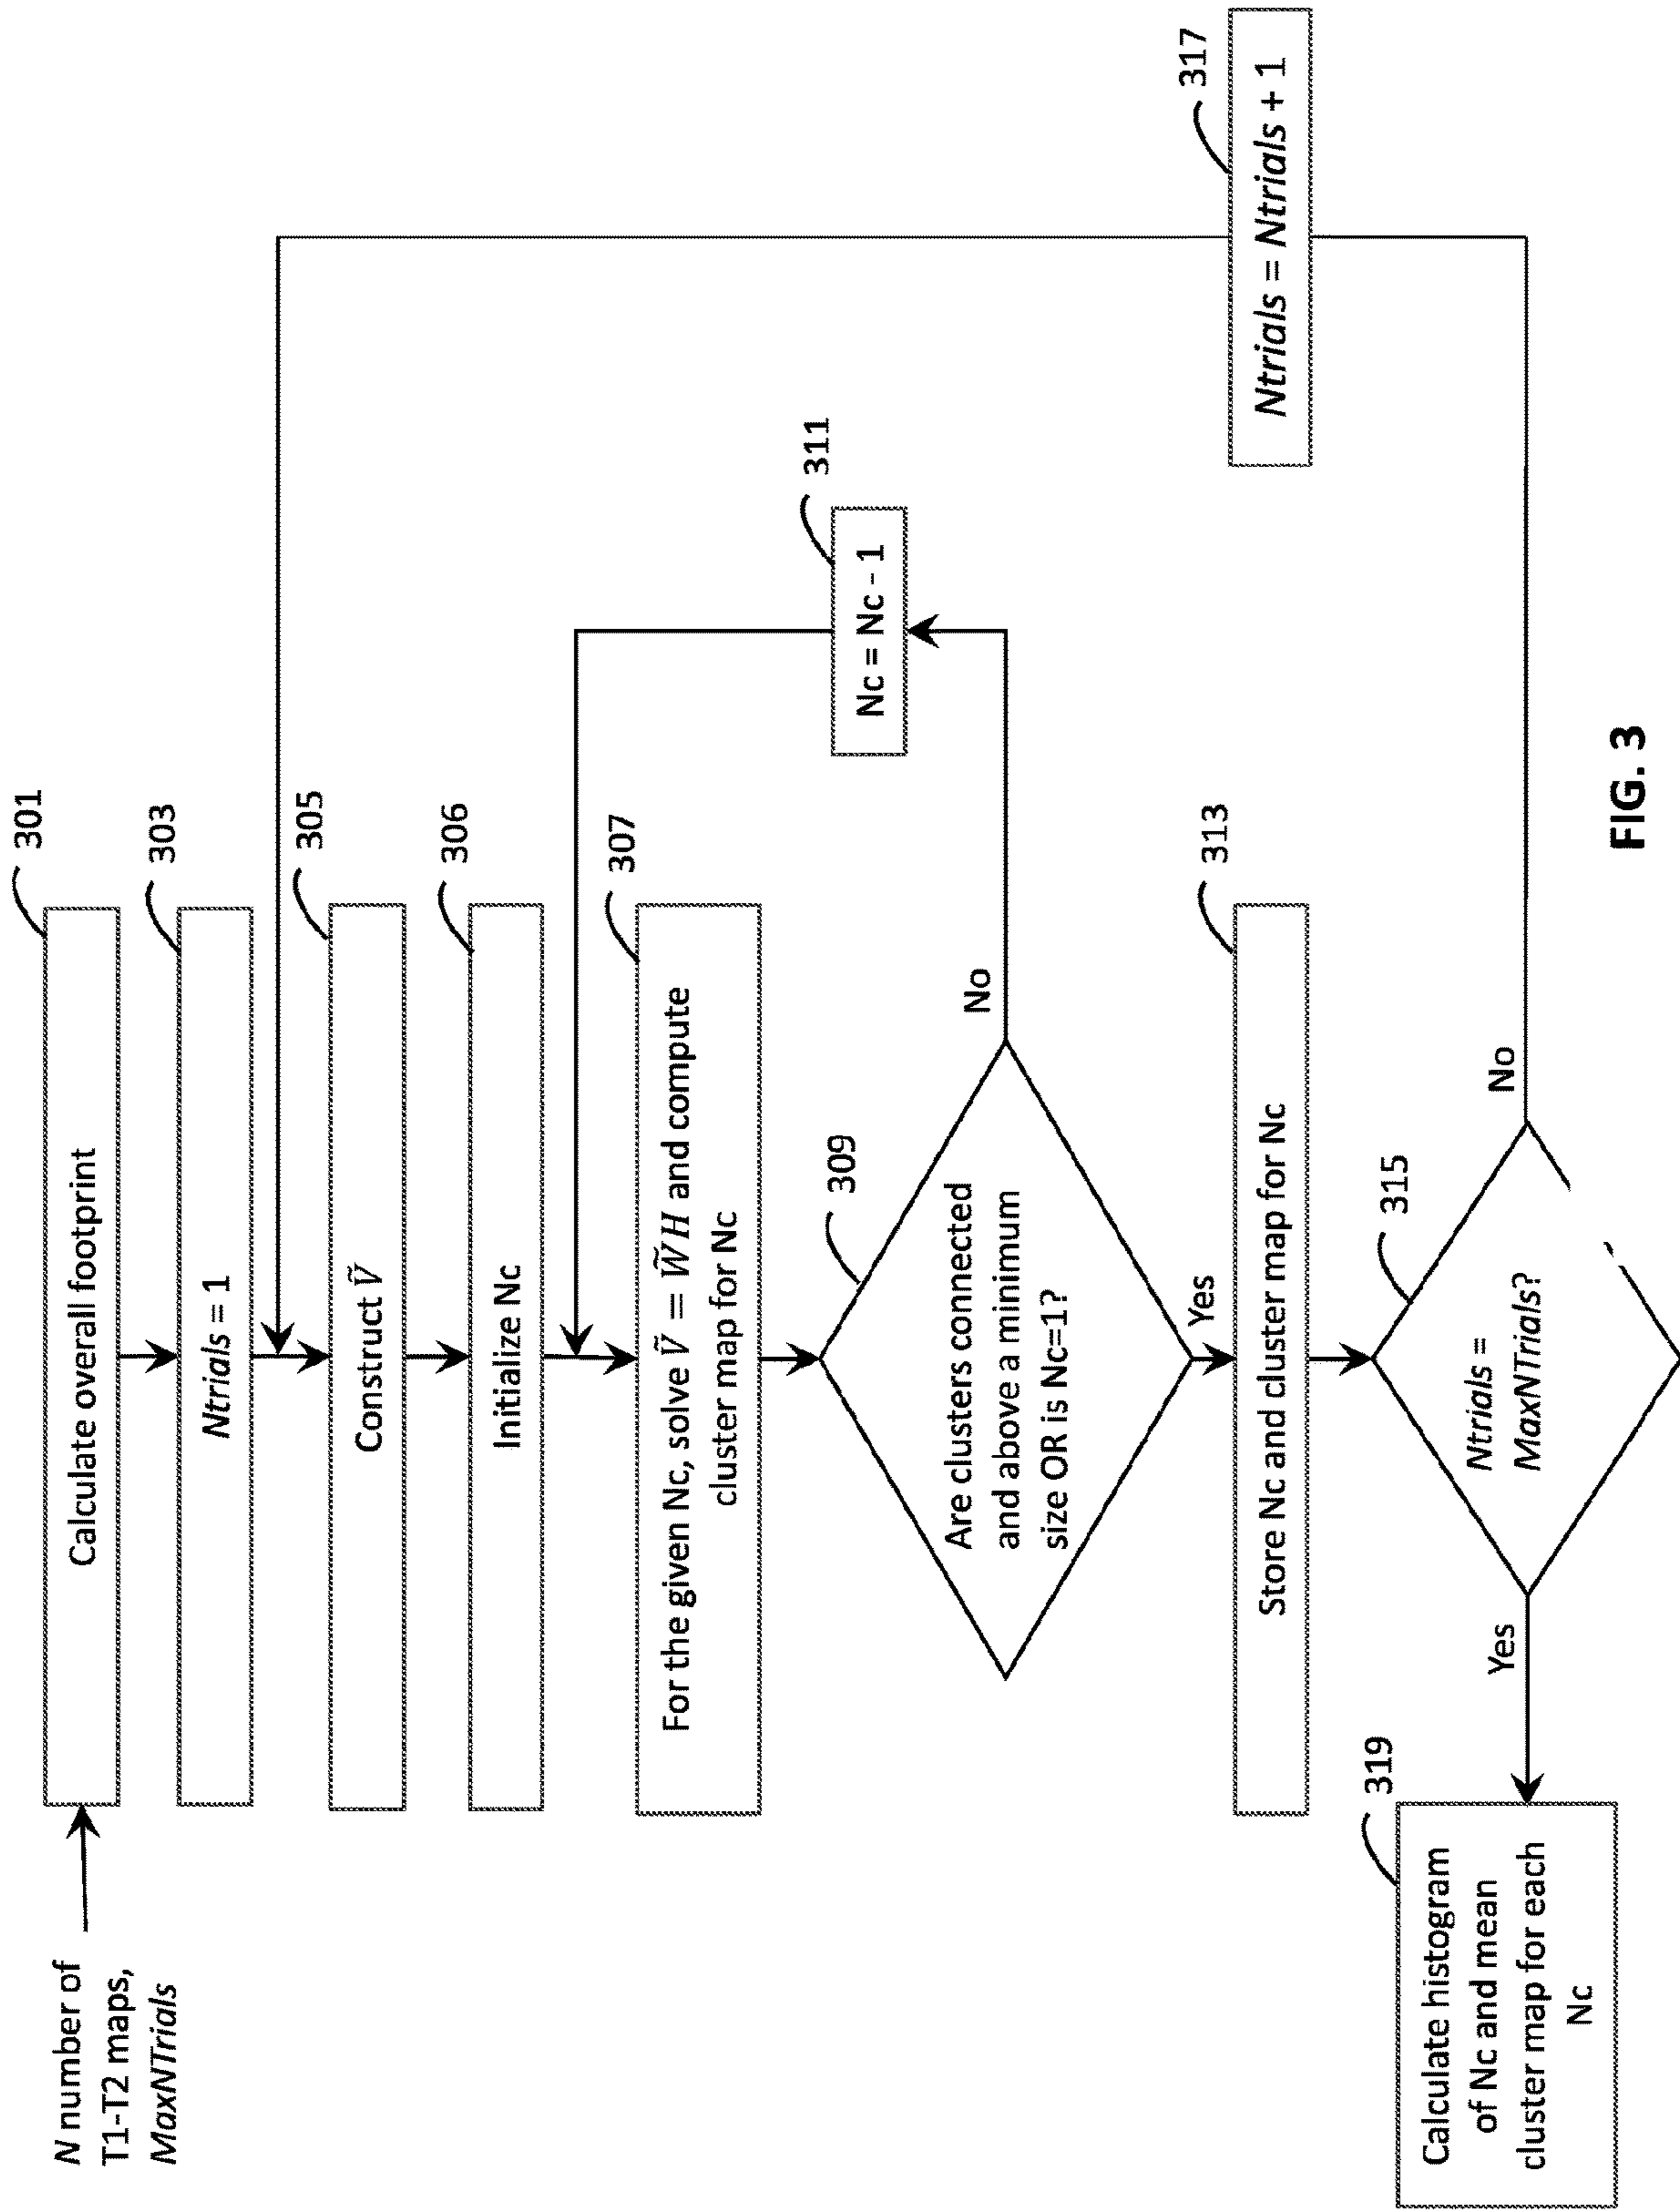 N number of
T1-T2 maps,
MaxNTrials
301
Calculate overall footprint
303
Ntrials = 1
305
Construct Ṽ
306
Initialize Nc
307
For the given Nc, solve Ṽ = W̃H and compute
cluster map for Nc
309
Are clusters connected
and above a minimum
size OR is Nc=1?
No
311
Nc = Nc - 1
Yes
313
Store Nc and cluster map for Nc
315
Ntrials =
MaxNTrials?
No
317
Ntrials = Ntrials + 1
Yes
319
Calculate histogram
of Nc and mean
cluster map for each
Nc
FIG. 3